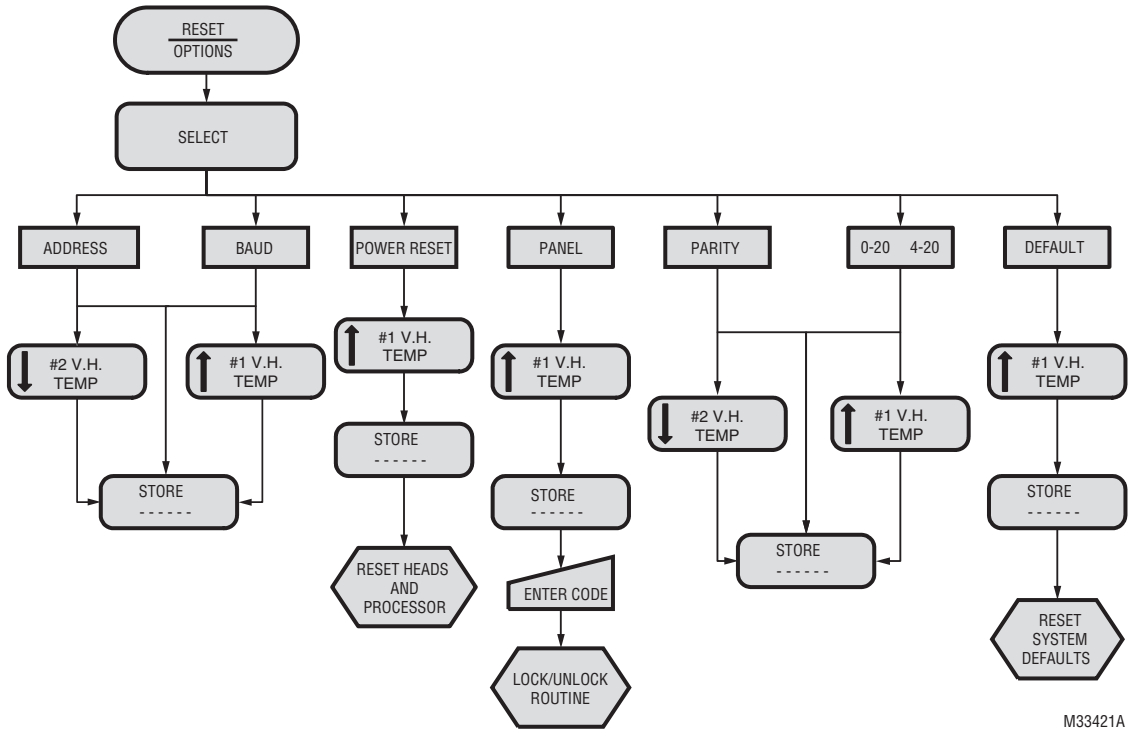 RESET
OPTIONS
SELECT
ADDRESS
BAUD
POWER RESET
PANEL
PARITY
0-20 4-20
DEFAULT
#2 V.H.
TEMP
#1 V.H.
TEMP
STORE
------
#1 V.H.
TEMP
STORE
------
RESET HEADS
AND
PROCESSOR
#1 V.H.
TEMP
STORE
------
ENTER CODE
LOCK/UNLOCK
ROUTINE
#2 V.H.
TEMP
#1 V.H.
TEMP
STORE
------
#1 V.H.
TEMP
STORE
------
RESET
SYSTEM
DEFAULTS
M33421A